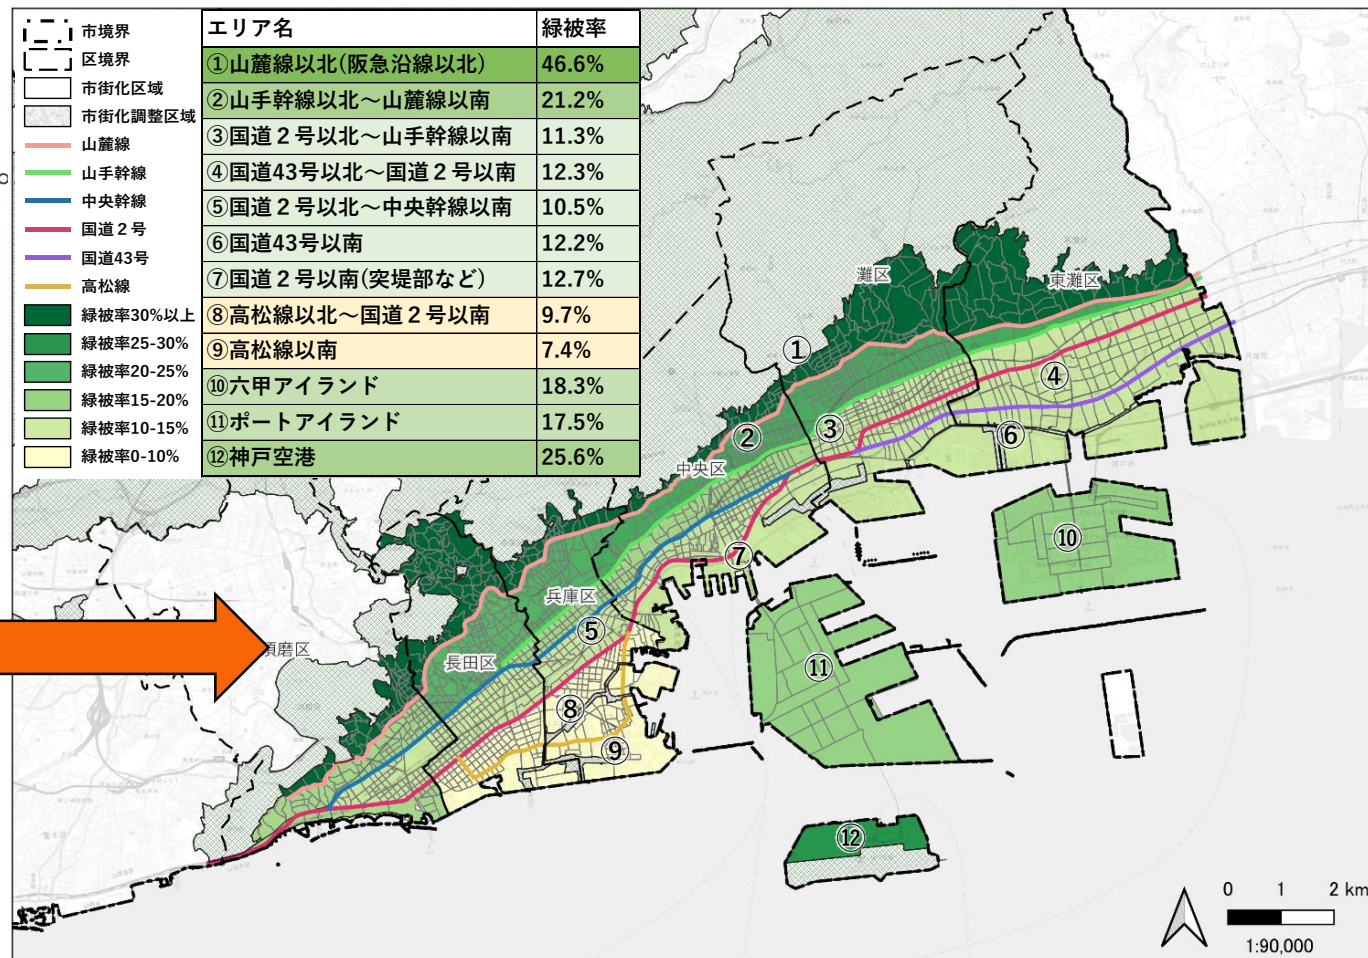 市境界
区境界
市街化区域
市街化調整区域
山麓線
山手幹線
中央幹線
国道２号
国道43号
高松線
緑被率30%以上
緑被率25-30%
緑被率20-25%
緑被率15-20%
緑被率10-15%
緑被率0-10%
エリア名 緑被率
①山麓線以北(阪急沿線以北) 46.6%
②山手幹線以北～山麓線以南 21.2%
③国道２号以北～山手幹線以南 11.3%
④国道43号以北～国道２号以南 12.3%
⑤国道２号以北～中央幹線以南 10.5%
⑥国道43号以南 12.2%
⑦国道２号以南(突堤部など) 12.7%
⑧高松線以北～国道２号以南 9.7%
⑨高松線以南 7.4%
⑩六甲アイランド 18.3%
⑪ポートアイランド 17.5%
⑫神戸空港 25.6%
灘区
東灘区
①
④
③
②
⑥
中央区
⑩
⑦
兵庫区
⑤
須磨区
長田区
⑪
⑧
⑨
⑫
0 1 2 km
1:90,000